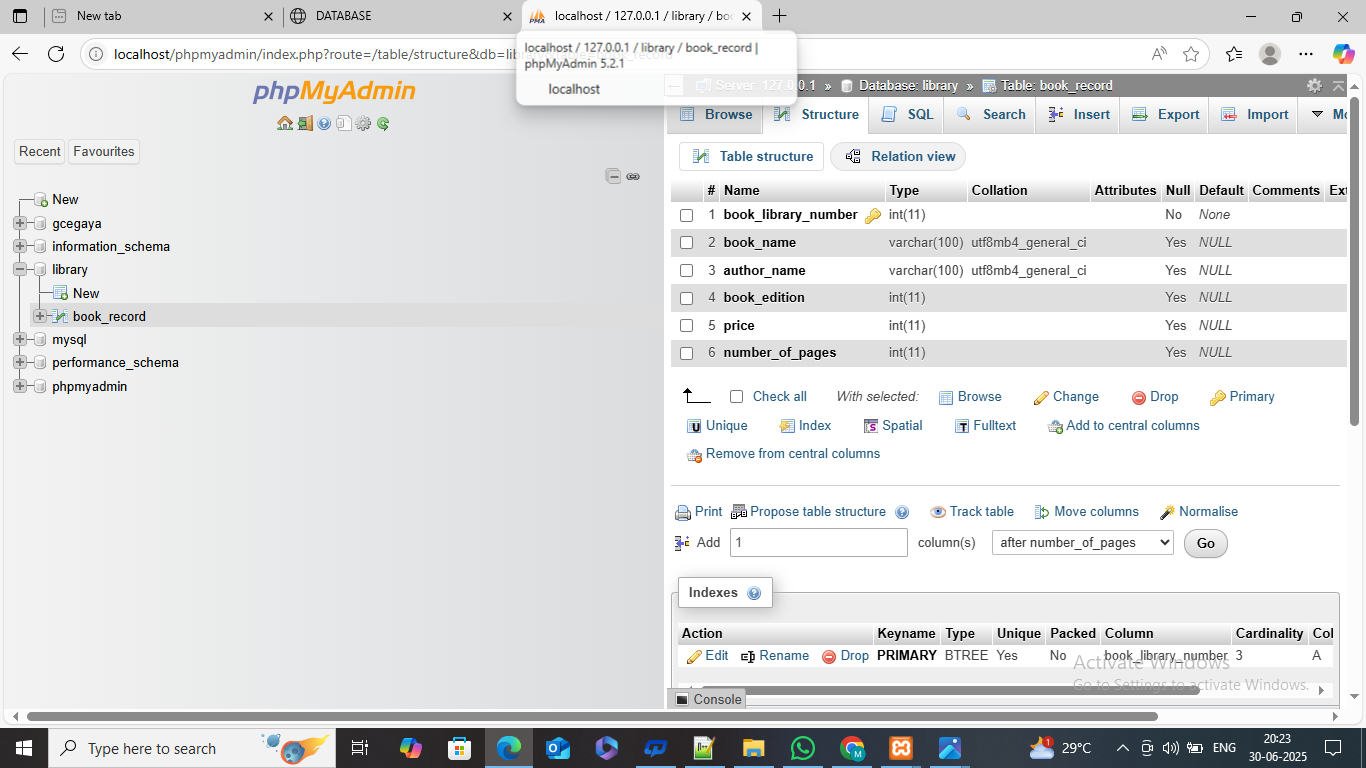 New tab
DATABASE
localhost / 127.0.0.1 / library / boo
localhost/phpmyadmin/index.php?route=/table/structure&db=lib
localhost / 127.0.0.1 / library / book_record |
phpMyAdmin 5.2.1
localhost
phpMyAdmin
Recent
Favourites
New
gcegaya
information_schema
library
New
book_record
mysql
performance_schema
phpmyadmin
Server: 127.0.0.1 » Database: library » Table: book_record
Browse Structure SQL Search Insert Export Import Mo
Table structure Relation view
# Name Type Collation Attributes Null Default Comments Ext
1 book_library_number int(11) No None
2 book_name varchar(100) utf8mb4_general_ci Yes NULL
3 author_name varchar(100) utf8mb4_general_ci Yes NULL
4 book_edition int(11) Yes NULL
5 price int(11) Yes NULL
6 number_of_pages int(11) Yes NULL
Check all With selected: Browse Change Drop Primary
Unique Index Spatial Fulltext Add to central columns
Remove from central columns
Print Propose table structure Track table Move columns Normalise
Add 1 column(s) after number_of_pages Go
Indexes
Action Keyname Type Unique Packed Column Cardinality Col
Edit Rename Drop PRIMARY BTREE Yes No book_library_number 3 A
Activate Windows
Go to Settings to activate Windows.
Console
Type here to search
1
29°C
ENG
20:23
30-06-2025